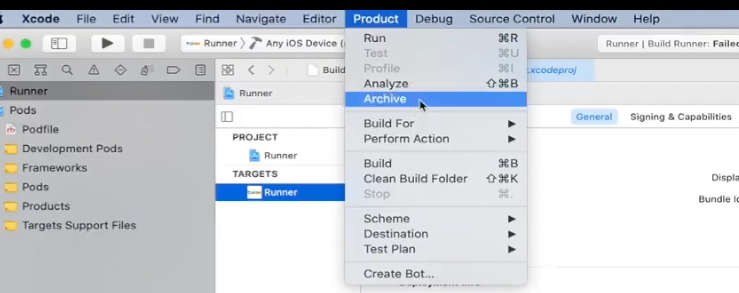 Xcode File Edit View Find Navigate Editor Product Debug Source Control Window Help
Runner Any iOS Device ( Runner | Build Runner: Failed
Run ⌘R
Test ⌘U
Profile ⌘I
Analyze ⇧⌘B
Archive
Build For
Perform Action
Build ⌘B
Clean Build Folder ⇧⌘K
Stop ⌘.
Scheme
Destination
Test Plan
Create Bot...
Runner
Pods
Podfile
Development Pods
Frameworks
Pods
Products
Targets Support Files
Build .xcodeproj
Runner
PROJECT
Runner
TARGETS
Runner
General Signing & Capabilities
Displa
Bundle Id